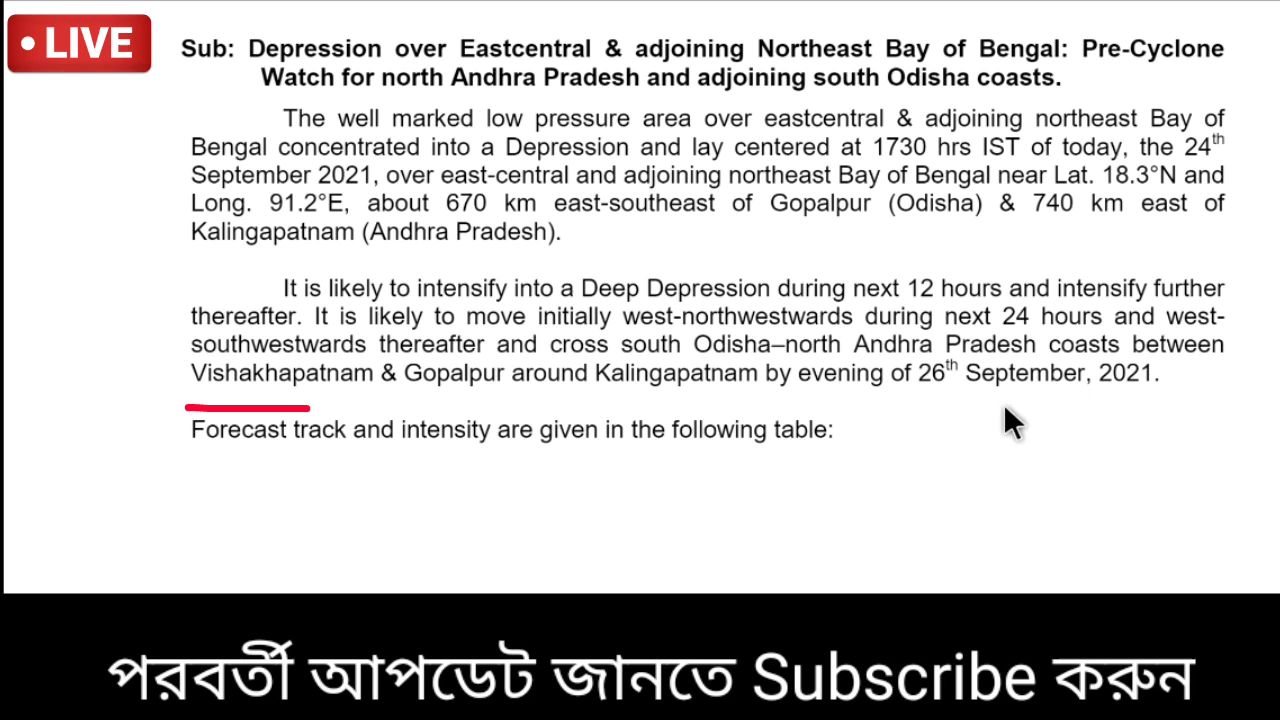 • LIVE
Sub: Depression over Eastcentral & adjoining Northeast Bay of Bengal: Pre-Cyclone
Watch for north Andhra Pradesh and adjoining south Odisha coasts.
The well marked low pressure area over eastcentral & adjoining northeast Bay of
Bengal concentrated into a Depression and lay centered at 1730 hrs IST of today, the 24th
September 2021, over east-central and adjoining northeast Bay of Bengal near Lat. 18.3°N and
Long. 91.2°E, about 670 km east-southeast of Gopalpur (Odisha) & 740 km east of
Kalingapatnam (Andhra Pradesh).
It is likely to intensify into a Deep Depression during next 12 hours and intensify further
thereafter. It is likely to move initially west-northwestwards during next 24 hours and west-
southwestwards thereafter and cross south Odisha–north Andhra Pradesh coasts between
Vishakhapatnam & Gopalpur around Kalingapatnam by evening of 26th September, 2021.
Forecast track and intensity are given in the following table:
পরবর্তী আপডেট জানতে Subscribe করুন